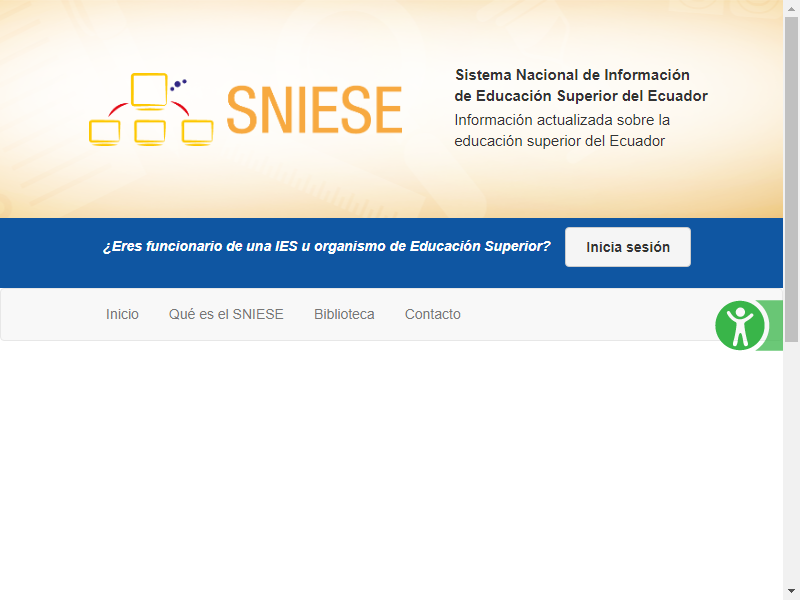 SNIESE
Sistema Nacional de Información
de Educación Superior del Ecuador
Información actualizada sobre la
educación superior del Ecuador
¿Eres funcionario de una IES u organismo de Educación Superior?
Inicia sesión
Inicio
Qué es el SNIESE
Biblioteca
Contacto